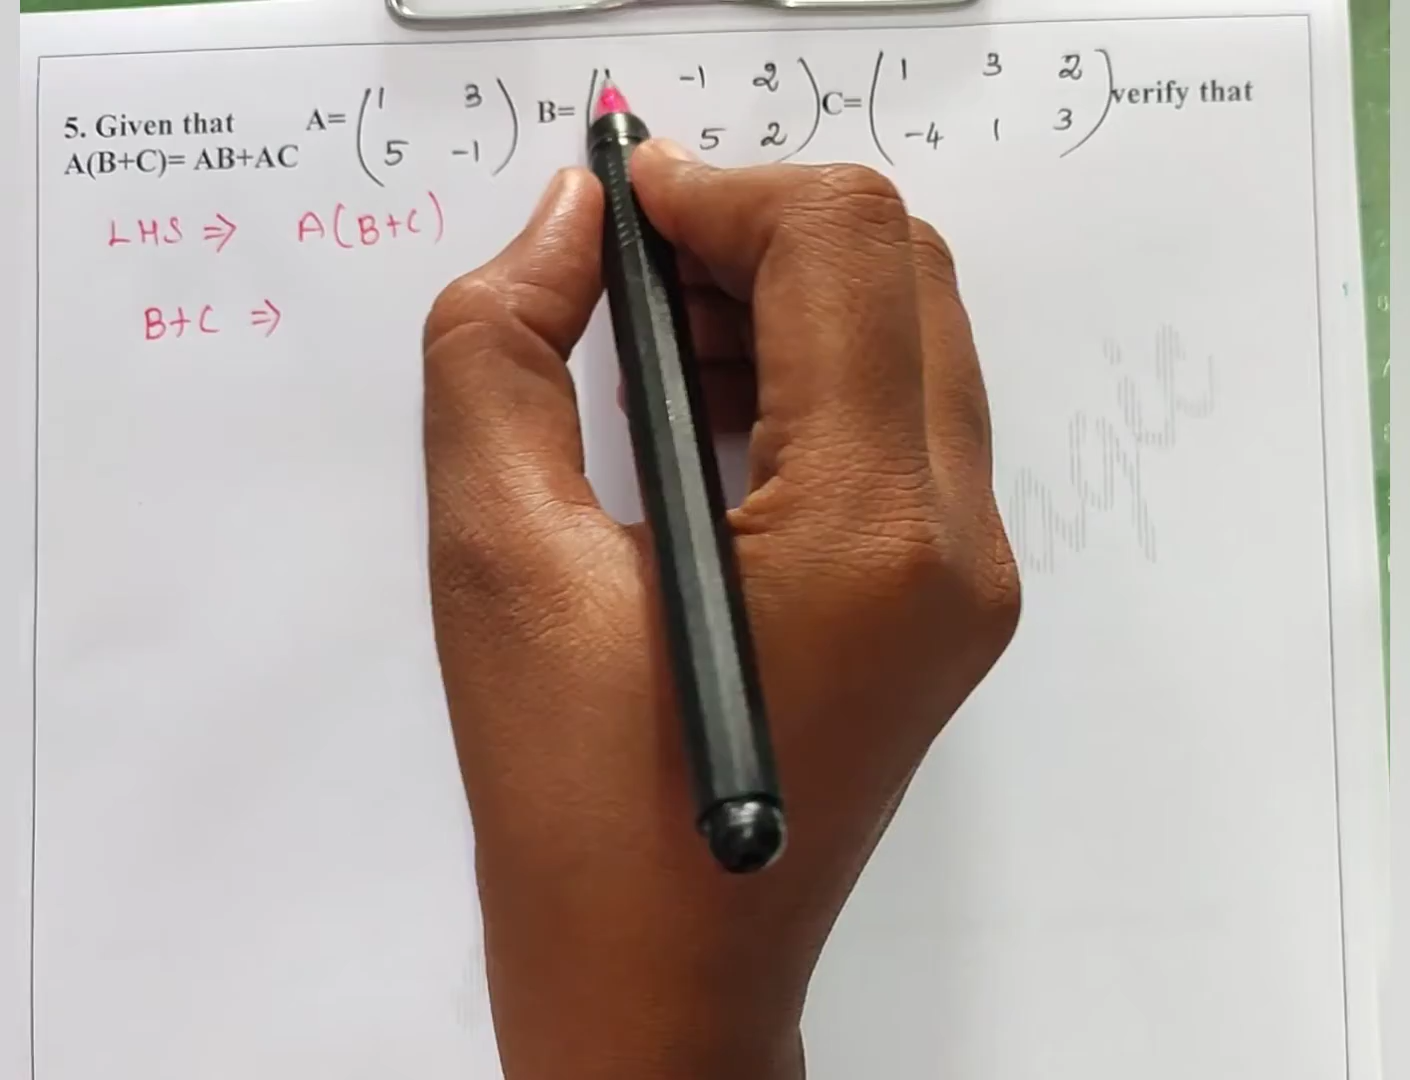 5. Given that A= ( 1 3 5 -1 ) B= ( -1 2 5 2 ) C= ( 1 3 2 -4 1 3 ) verify that
A(B+C)= AB+AC
LHS ⇒ A(B+C)
B+C ⇒